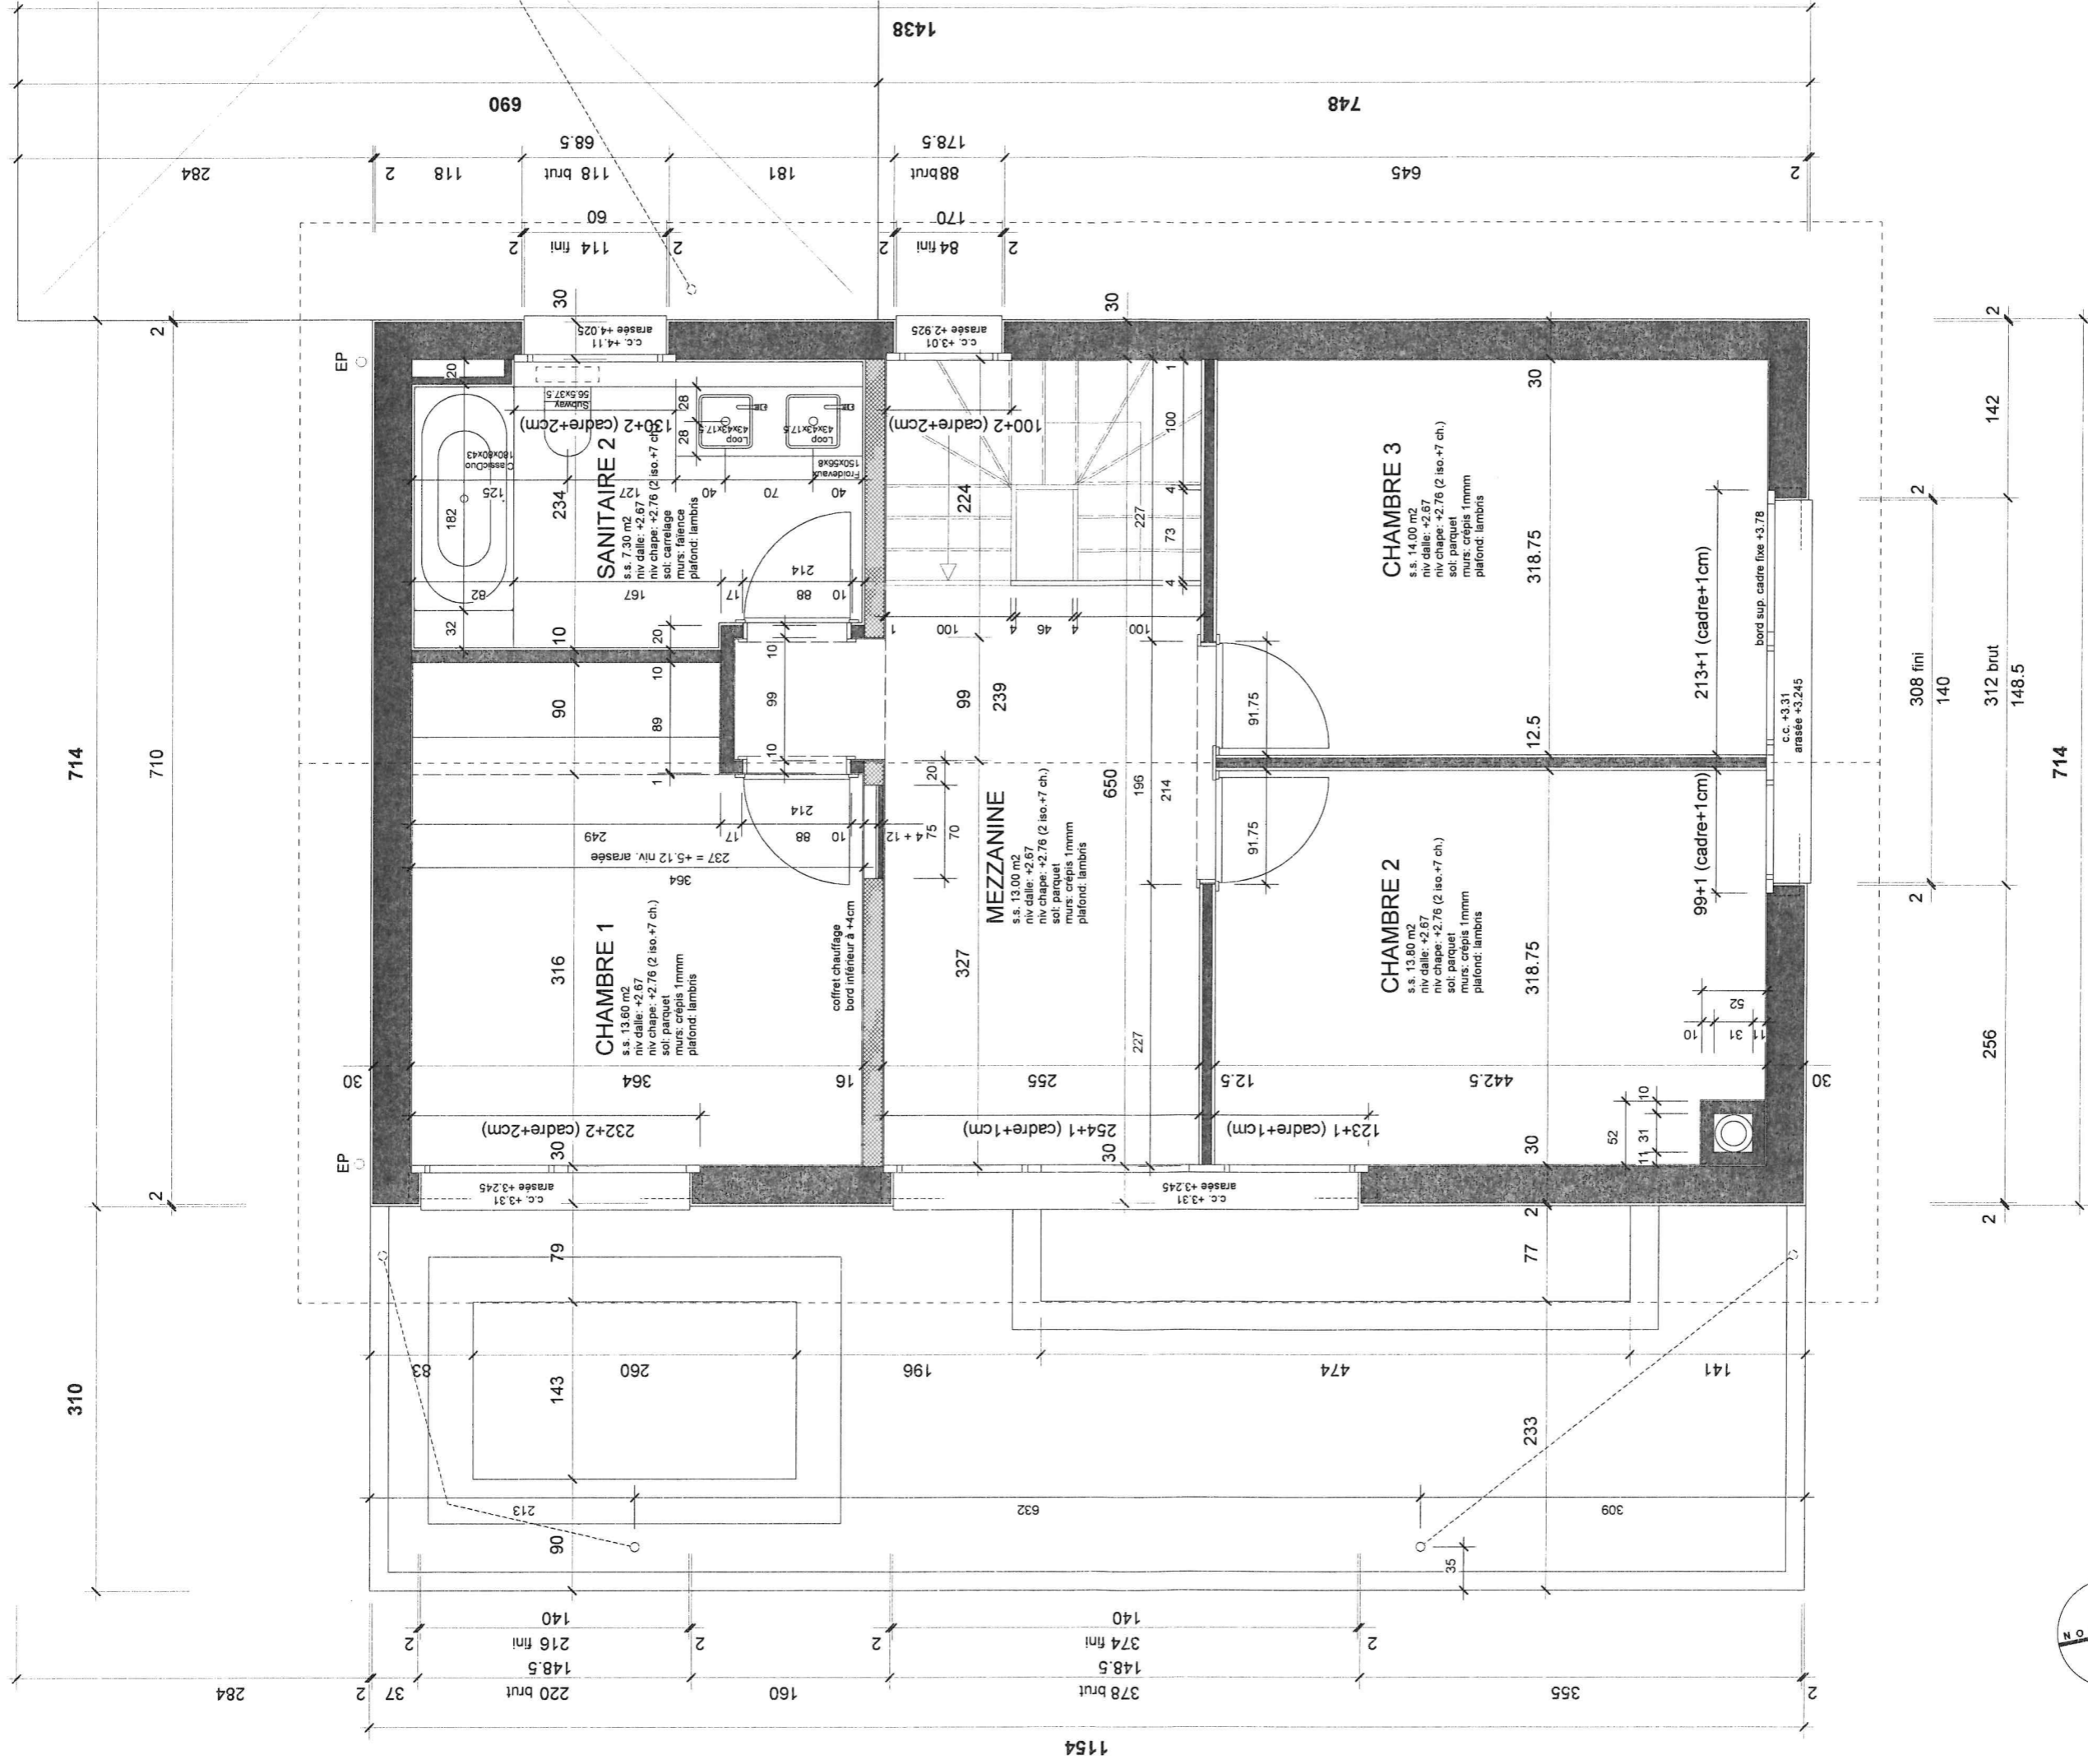 1438
690
748
284
2
118
118 brut
68.5
181
88 brut
178.5
645
2
2
114 fini
60
2
2
84 fini
170
2
714
710
2
2
310
EP
EP
30
30
c.c. +4.11
arasée +4.025
c.c. +3.01
arasée +2.925
20
ClassicDuo
180x80x43
182
125
32
82
Subway
56.5x37.5
130+2 (cadre+2cm)
28
28
Loop
43x43x17.5
Loop
43x43x17.5
Froidevaux
150x56x8
127
40
70
40
234
SANITAIRE 2
s.s. 7.30 m2
niv dalle: +2.67
niv chape: +2.76 (2 iso.+7 ch.)
sol: carrelage
murs: faïence
plafond: lambris
167
17
88
214
10
10
20
10
90
89
10
1
99
10
10
249
17
88
214
10
364
237 = +5.12 niv. arasée
4 + 12
75
70
20
316
CHAMBRE 1
s.s. 13.60 m2
niv dalle: +2.67
niv chape: +2.76 (2 iso.+7 ch.)
sol: parquet
murs: crépis 1mmm
plafond: lambris
coffret chauffage
bord inférieur à +4cm
30
364
16
232+2 (cadre+2cm)
30
c.c. +3.31
arasée +3.245
100+2 (cadre+2cm)
224
227
1
100
4
73
4
1
100
4
46
4
100
99
239
MEZZANINE
s.s. 13.00 m2
niv dalle: +2.67
niv chape: +2.76 (2 iso.+7 ch.)
sol: parquet
murs: crépis 1mmm
plafond: lambris
650
196
214
327
227
255
254+1 (cadre+1cm)
30
c.c. +3.31
arasée +3.245
30
CHAMBRE 3
s.s. 14.00 m2
niv dalle: +2.67
niv chape: +2.76 (2 iso.+7 ch.)
sol: parquet
murs: crépis 1mmm
plafond: lambris
318.75
91.75
91.75
12.5
213+1 (cadre+1cm)
bord sup. cadre fixe +3.78
c.c. +3.31
arasée +3.245
99+1 (cadre+1cm)
CHAMBRE 2
s.s. 13.80 m2
niv dalle: +2.67
niv chape: +2.76 (2 iso.+7 ch.)
sol: parquet
murs: crépis 1mmm
plafond: lambris
318.75
12.5
442.5
30
123+1 (cadre+1cm)
30
52
10
31
11
52
10
31
11
2
142
2
308 fini
140
312 brut
148.5
2
256
2
714
79
143
90
83
260
196
474
141
2
77
233
213
632
309
35
2
216 fini
140
2
2
374 fini
140
2
284
2
37
220 brut
148.5
160
378 brut
148.5
355
2
1154
N O